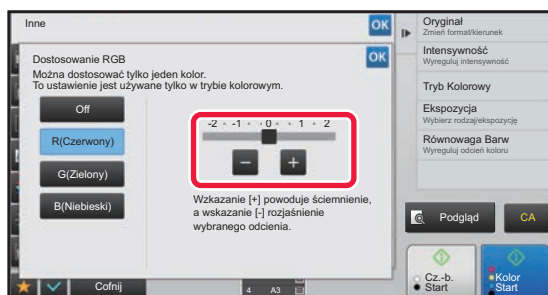 Inne
OK
Dostosowanie RGB
OK
Można dostosować tylko jeden kolor.
To ustawienie jest używane tylko w trybie kolorowym.
Off
R(Czerwony)
G(Zielony)
B(Niebieski)
-2 -1 0 1 2
- +
Wzkazanie [+] powoduje ściemnienie,
a wskazanie [-] rozjaśnienie
wybranego odcienia.
Cofnij
4 A3
Oryginał
Zmień format/kierunek
Intensywność
Wyreguluj intensywność
Tryb Kolorowy
Ekspozycja
Wybierz rodzaj/ekspozycję
Równowaga Barw
Wyreguluj odcień koloru
Podgląd
CA
Cz.-b.
Start
Kolor
Start